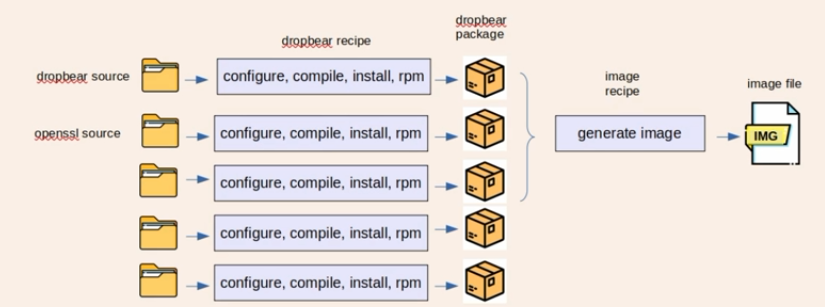 dropbear
package
dropbear recipe
dropbear source
configure, compile, install, rpm
image
recipe
image file
openssl source
configure, compile, install, rpm
generate image
IMG
configure, compile, install, rpm
configure, compile, install, rpm
configure, compile, install, rpm